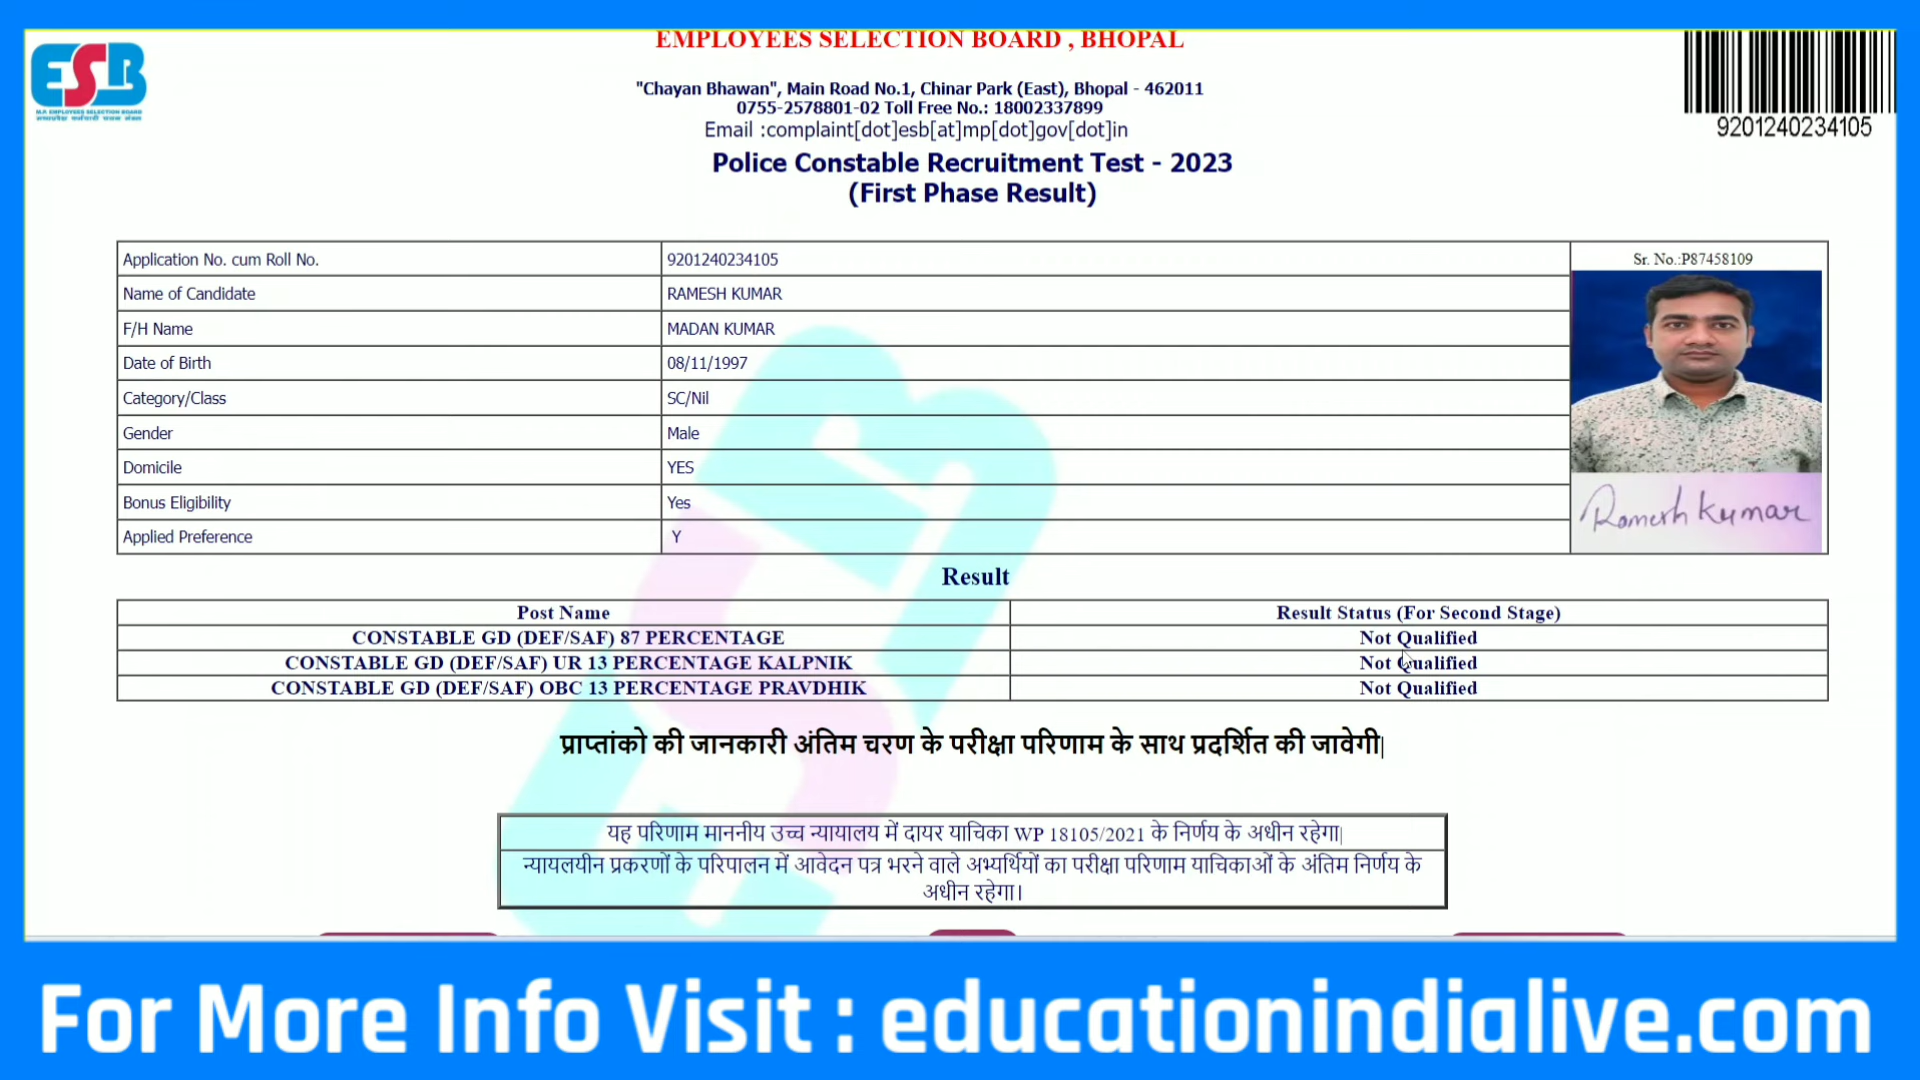 ESB
M.P. EMPLOYEES SELECTION BOARD
EMPLOYEES SELECTION BOARD , BHOPAL
"Chayan Bhawan", Main Road No.1, Chinar Park (East), Bhopal - 462011
0755-2578801-02 Toll Free No.: 18002337899
Email :complaint[dot]esb[at]mp[dot]gov[dot]in
9201240234105
Police Constable Recruitment Test - 2023
(First Phase Result)
Application No. cum Roll No. 9201240234105
Sr. No.:P87458109
Name of Candidate RAMESH KUMAR
F/H Name MADAN KUMAR
Date of Birth 08/11/1997
Category/Class SC/Nil
Gender Male
Domicile YES
Bonus Eligibility Yes
Applied Preference Y
Ramesh Kumar
Result
Post Name Result Status (For Second Stage)
CONSTABLE GD (DEF/SAF) 87 PERCENTAGE Not Qualified
CONSTABLE GD (DEF/SAF) UR 13 PERCENTAGE KALPNIK Not Qualified
CONSTABLE GD (DEF/SAF) OBC 13 PERCENTAGE PRAVDHIK Not Qualified
प्राप्तांको की जानकारी अंतिम चरण के परीक्षा परिणाम के साथ प्रदर्शित की जावेगी|
यह परिणाम माननीय उच्च न्यायालय में दायर याचिका WP 18105/2021 के निर्णय के अधीन रहेगा|
न्यायलयीन प्रकरणों के परिपालन में आवेदन पत्र भरने वाले अभ्यर्थियों का परीक्षा परिणाम याचिकाओं के अंतिम निर्णय के
अधीन रहेगा।
For More Info Visit : educationindialive.com